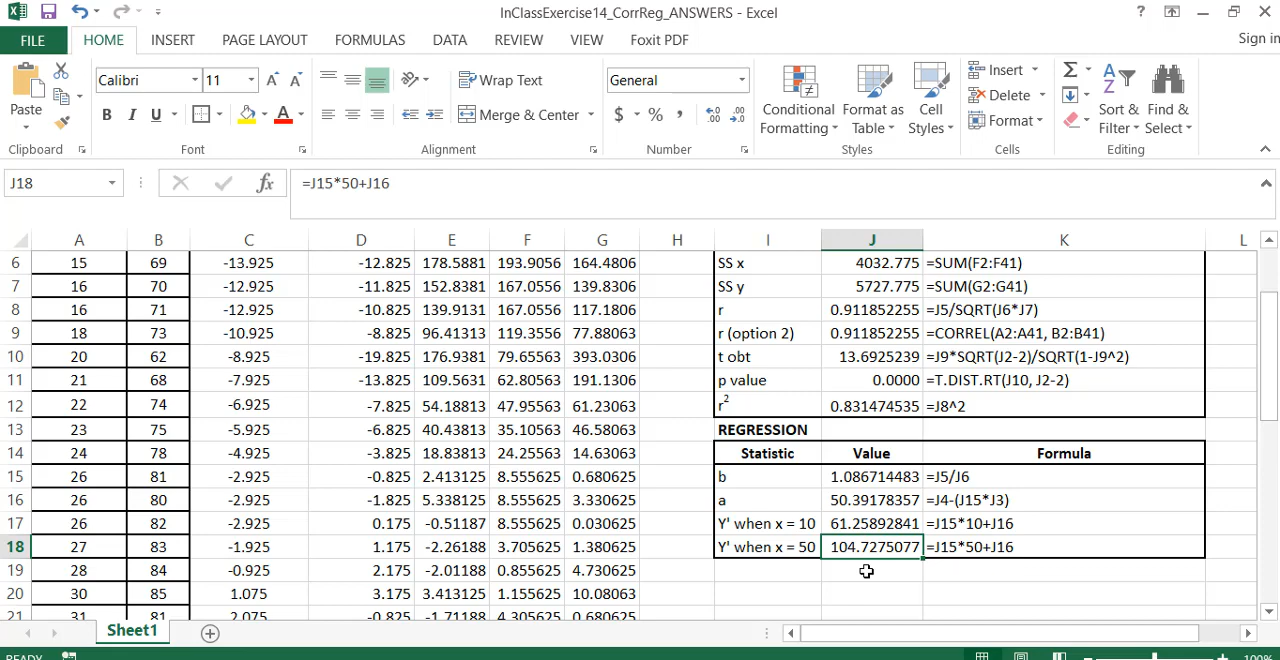 InClassExercise14_CorrReg_ANSWERS - Excel
?
Sign in
FILE HOME INSERT PAGE LAYOUT FORMULAS DATA REVIEW VIEW Foxit PDF
Paste
Calibri 11
B I U A
Wrap Text
Merge & Center
General
$ % ,
Conditional Formatting
Format as Table
Cell Styles
Insert
Delete
Format
Sort & Filter
Find & Select
Clipboard Font Alignment Number Styles Cells Editing
J18 fx =J15*50+J16
A B C D E F G H I J K L
6 15 69 -13.925 -12.825 178.5881 193.9056 164.4806 SS x 4032.775 =SUM(F2:F41)
7 16 70 -12.925 -11.825 152.8381 167.0556 139.8306 SS y 5727.775 =SUM(G2:G41)
8 16 71 -12.925 -10.825 139.9131 167.0556 117.1806 r 0.911852255 =J5/SQRT(J6*J7)
9 18 73 -10.925 -8.825 96.41313 119.3556 77.88063 r (option 2) 0.911852255 =CORREL(A2:A41, B2:B41)
10 20 62 -8.925 -19.825 176.9381 79.65563 393.0306 t obt 13.6925239 =J9*SQRT(J2-2)/SQRT(1-J9^2)
11 21 68 -7.925 -13.825 109.5631 62.80563 191.1306 p value 0.0000 =T.DIST.RT(J10, J2-2)
12 22 74 -6.925 -7.825 54.18813 47.95563 61.23063 r2 0.831474535 =J8^2
13 23 75 -5.925 -6.825 40.43813 35.10563 46.58063 REGRESSION
14 24 78 -4.925 -3.825 18.83813 24.25563 14.63063 Statistic Value Formula
15 26 81 -2.925 -0.825 2.413125 8.555625 0.680625 b 1.086714483 =J5/J6
16 26 80 -2.925 -1.825 5.338125 8.555625 3.330625 a 50.39178357 =J4-(J15*J3)
17 26 82 -2.925 0.175 -0.51187 8.555625 0.030625 Y' when x = 10 61.25892841 =J15*10+J16
18 27 83 -1.925 1.175 -2.26188 3.705625 1.380625 Y' when x = 50 104.7275077 =J15*50+J16
19 28 84 -0.925 2.175 -2.01188 0.855625 4.730625
20 30 85 1.075 3.175 3.413125 1.155625 10.08063
21 31 81 2.075 -0.825 -1.71188 4.305625 0.680625
Sheet1
READY 100%